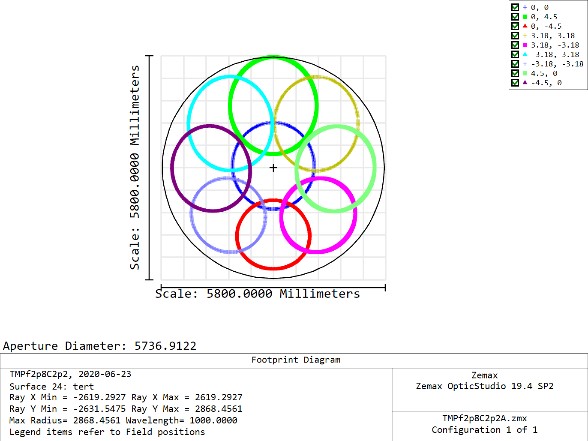 0, 0
0, 4.5
0, -4.5
3.18, 3.18
3.18, -3.18
-3.18, 3.18
-3.18, -3.18
4.5, 0
-4.5, 0
Scale: 5800.0000 Millimeters
Scale: 5800.0000 Millimeters
Aperture Diameter: 5736.9122
Footprint Diagram
TMPf2p8C2p2, 2020-06-23
Surface 24: tert
Ray X Min = -2619.2927 Ray X Max = 2619.2927
Ray Y Min = -2631.5475 Ray Y Max = 2868.4561
Max Radius= 2868.4561 Wavelength= 1000.0000
Legend items refer to Field positions
Zemax
Zemax OpticStudio 19.4 SP2
TMPf2p8C2p2A.zmx
Configuration 1 of 1